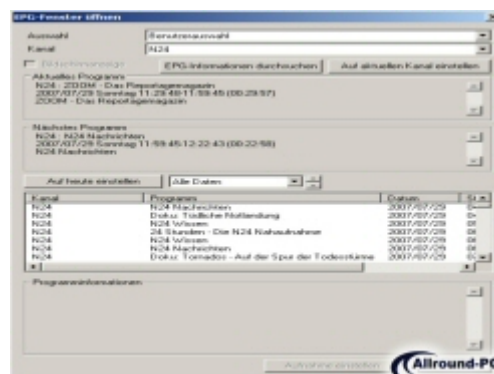 EPG-Fenster öffnen
Auswahl Benutzerauswahl
Kanal N24
EPG-Informationen durchsuchen Auf aktuellen Kanal einstellen
Aktuelles Programm
N24 : ZOOM - Das Reportagemagazin
2007/07/29 Sonntag 11:29:48-11:59:45 (00:29:57)
ZOOM - Das Reportagemagazin
Nächstes Programm
N24 : N24 Nachrichten
2007/07/29 Sonntag 11:59:45-12:22:43 (00:22:58)
N24 Nachrichten
Auf heute einstellen Alle Daten
Kanal Programm Datum
N24 N24 Nachrichten 2007/07/29
N24 Doku: Tödliche Notlandung 2007/07/29
N24 N24 Wissen 2007/07/29
N24 24 Stunden - Die N24 Nahaufnahme 2007/07/29
N24 N24 Wissen 2007/07/29
N24 N24 Nachrichten 2007/07/29
N24 Doku: Tornados - Auf der Spur der Todesstürme 2007/07/29
Programminformationen
Aufnahme einstellen
Allround-PC